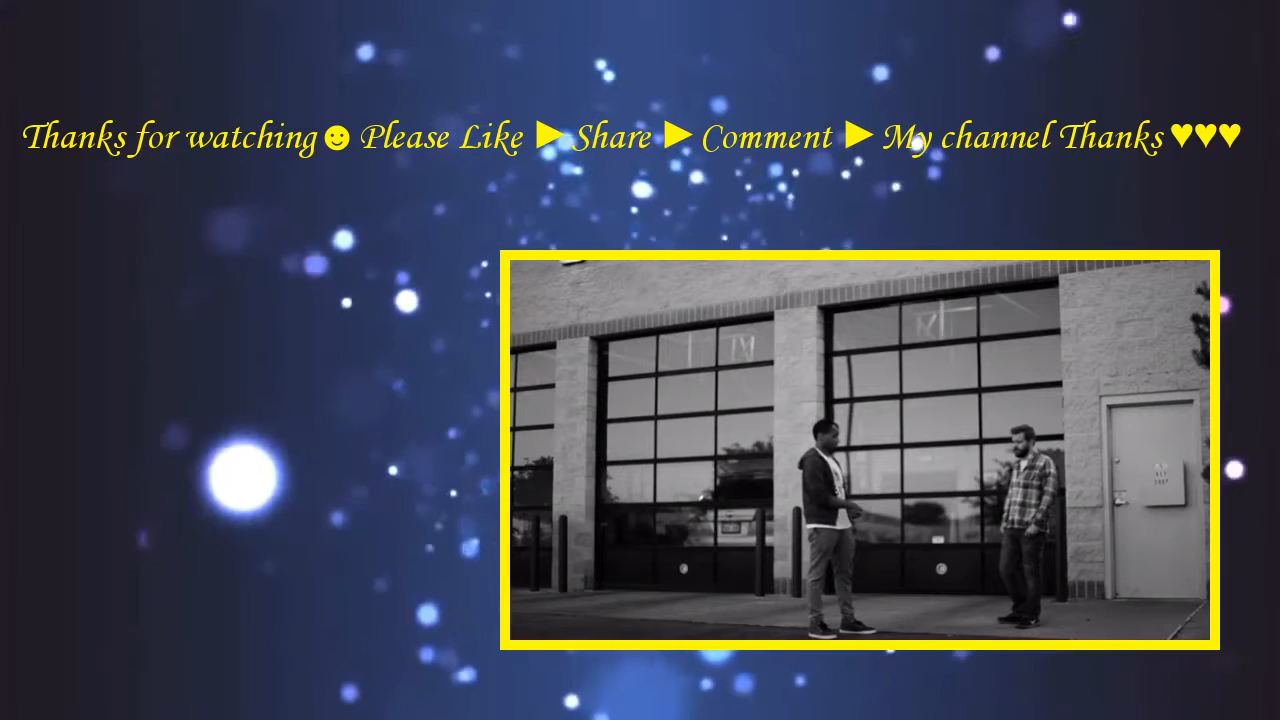 Thanks for watching☻Please Like ►Share ►Comment ►My channel Thanks♥♥♥